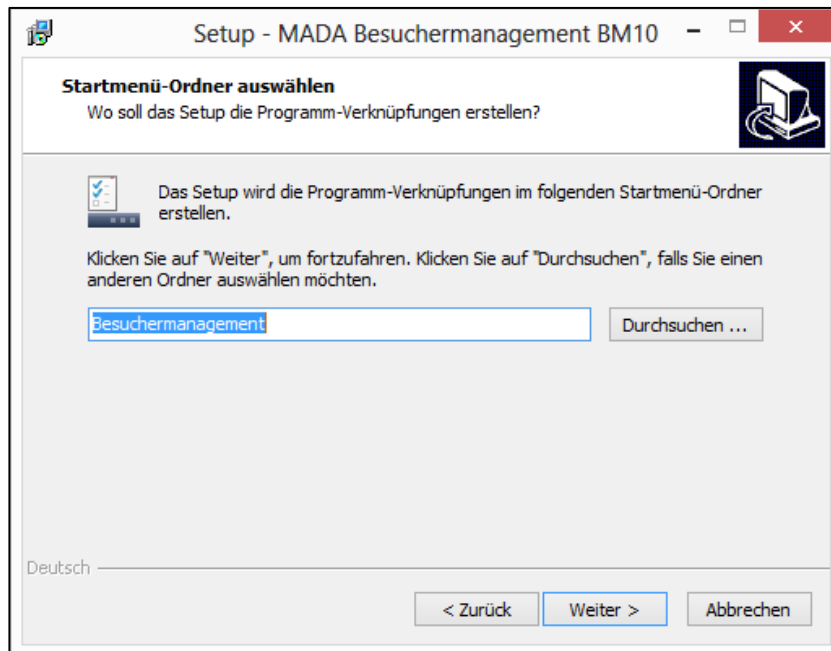 Setup - MADA Besuchermanagement BM10
Startmenü-Ordner auswählen
Wo soll das Setup die Programm-Verknüpfungen erstellen?
Das Setup wird die Programm-Verknüpfungen im folgenden Startmenü-Ordner
erstellen.
Klicken Sie auf "Weiter", um fortzufahren. Klicken Sie auf "Durchsuchen", falls Sie einen
anderen Ordner auswählen möchten.
Besuchermanagement
Durchsuchen ...
Deutsch
< Zurück
Weiter >
Abbrechen